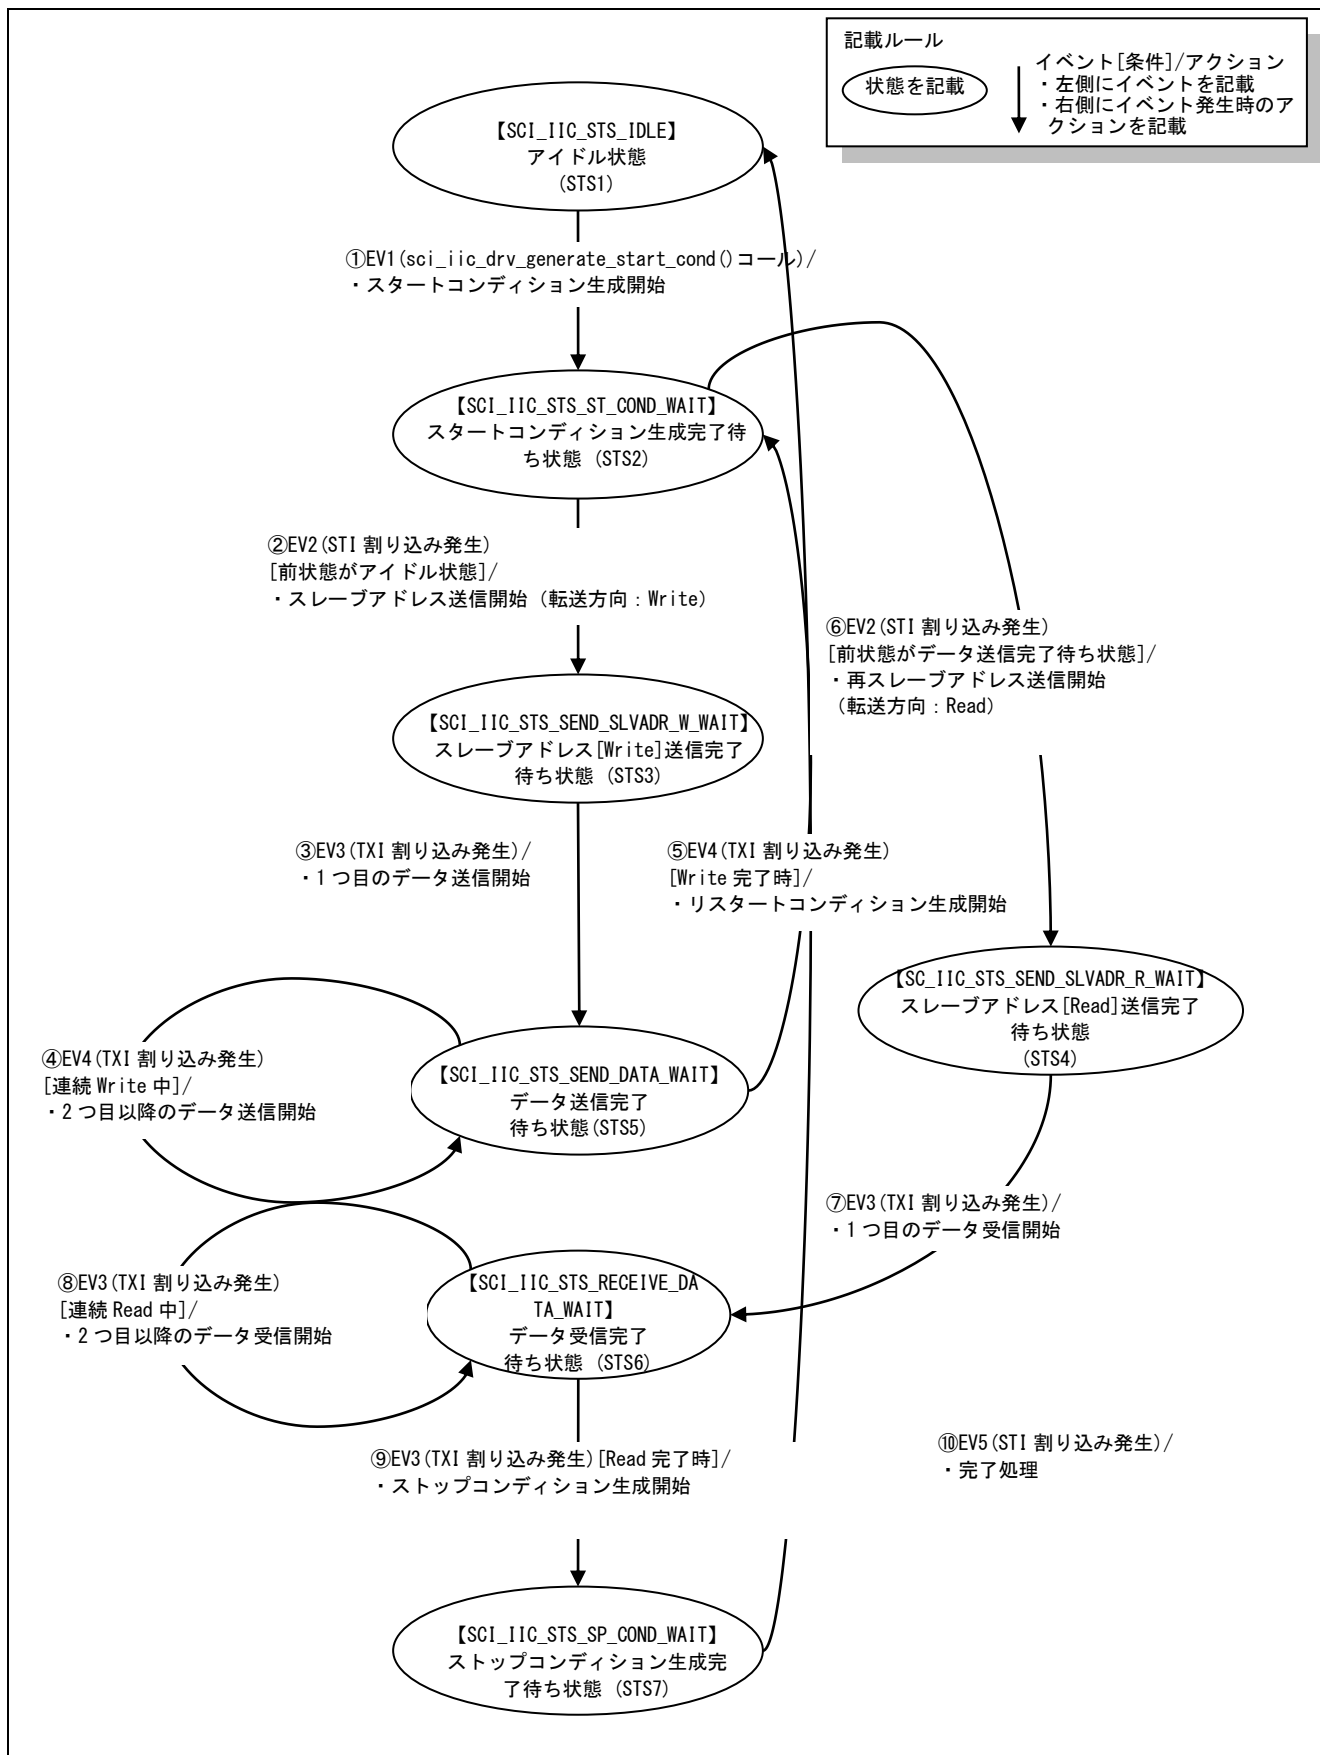 記載ルール
状態を記載
イベント[条件]/アクション
・左側にイベントを記載
・右側にイベント発生時のア
クションを記載
【SCI_IIC_STS_IDLE】
アイドル状態
(STS1)
①EV1(sci_iic_drv_generate_start_cond()コール)/
・スタートコンディション生成開始
【SCI_IIC_STS_ST_COND_WAIT】
スタートコンディション生成完了待
ち状態 (STS2)
②EV2(STI 割り込み発生)
[前状態がアイドル状態]/
・スレーブアドレス送信開始（転送方向：Write）
⑥EV2(STI 割り込み発生)
[前状態がデータ送信完了待ち状態]/
・再スレーブアドレス送信開始
（転送方向：Read）
【SCI_IIC_STS_SEND_SLVADR_W_WAIT】
スレーブアドレス[Write]送信完了
待ち状態 (STS3)
③EV3(TXI 割り込み発生)/
・1 つ目のデータ送信開始
⑤EV4(TXI 割り込み発生)
[Write 完了時]/
・リスタートコンディション生成開始
【SC_IIC_STS_SEND_SLVADR_R_WAIT】
スレーブアドレス[Read]送信完了
待ち状態
(STS4)
④EV4(TXI 割り込み発生)
[連続 Write 中]/
・2 つ目以降のデータ送信開始
【SCI_IIC_STS_SEND_DATA_WAIT】
データ送信完了
待ち状態(STS5)
⑦EV3(TXI 割り込み発生)/
・1 つ目のデータ受信開始
⑧EV3(TXI 割り込み発生)
[連続 Read 中]/
・2 つ目以降のデータ受信開始
【SCI_IIC_STS_RECEIVE_DA
TA_WAIT】
データ受信完了
待ち状態 (STS6)
⑨EV3(TXI 割り込み発生)[Read 完了時]/
・ストップコンディション生成開始
⑩EV5(STI 割り込み発生)/
・完了処理
【SCI_IIC_STS_SP_COND_WAIT】
ストップコンディション生成完
了待ち状態 (STS7)